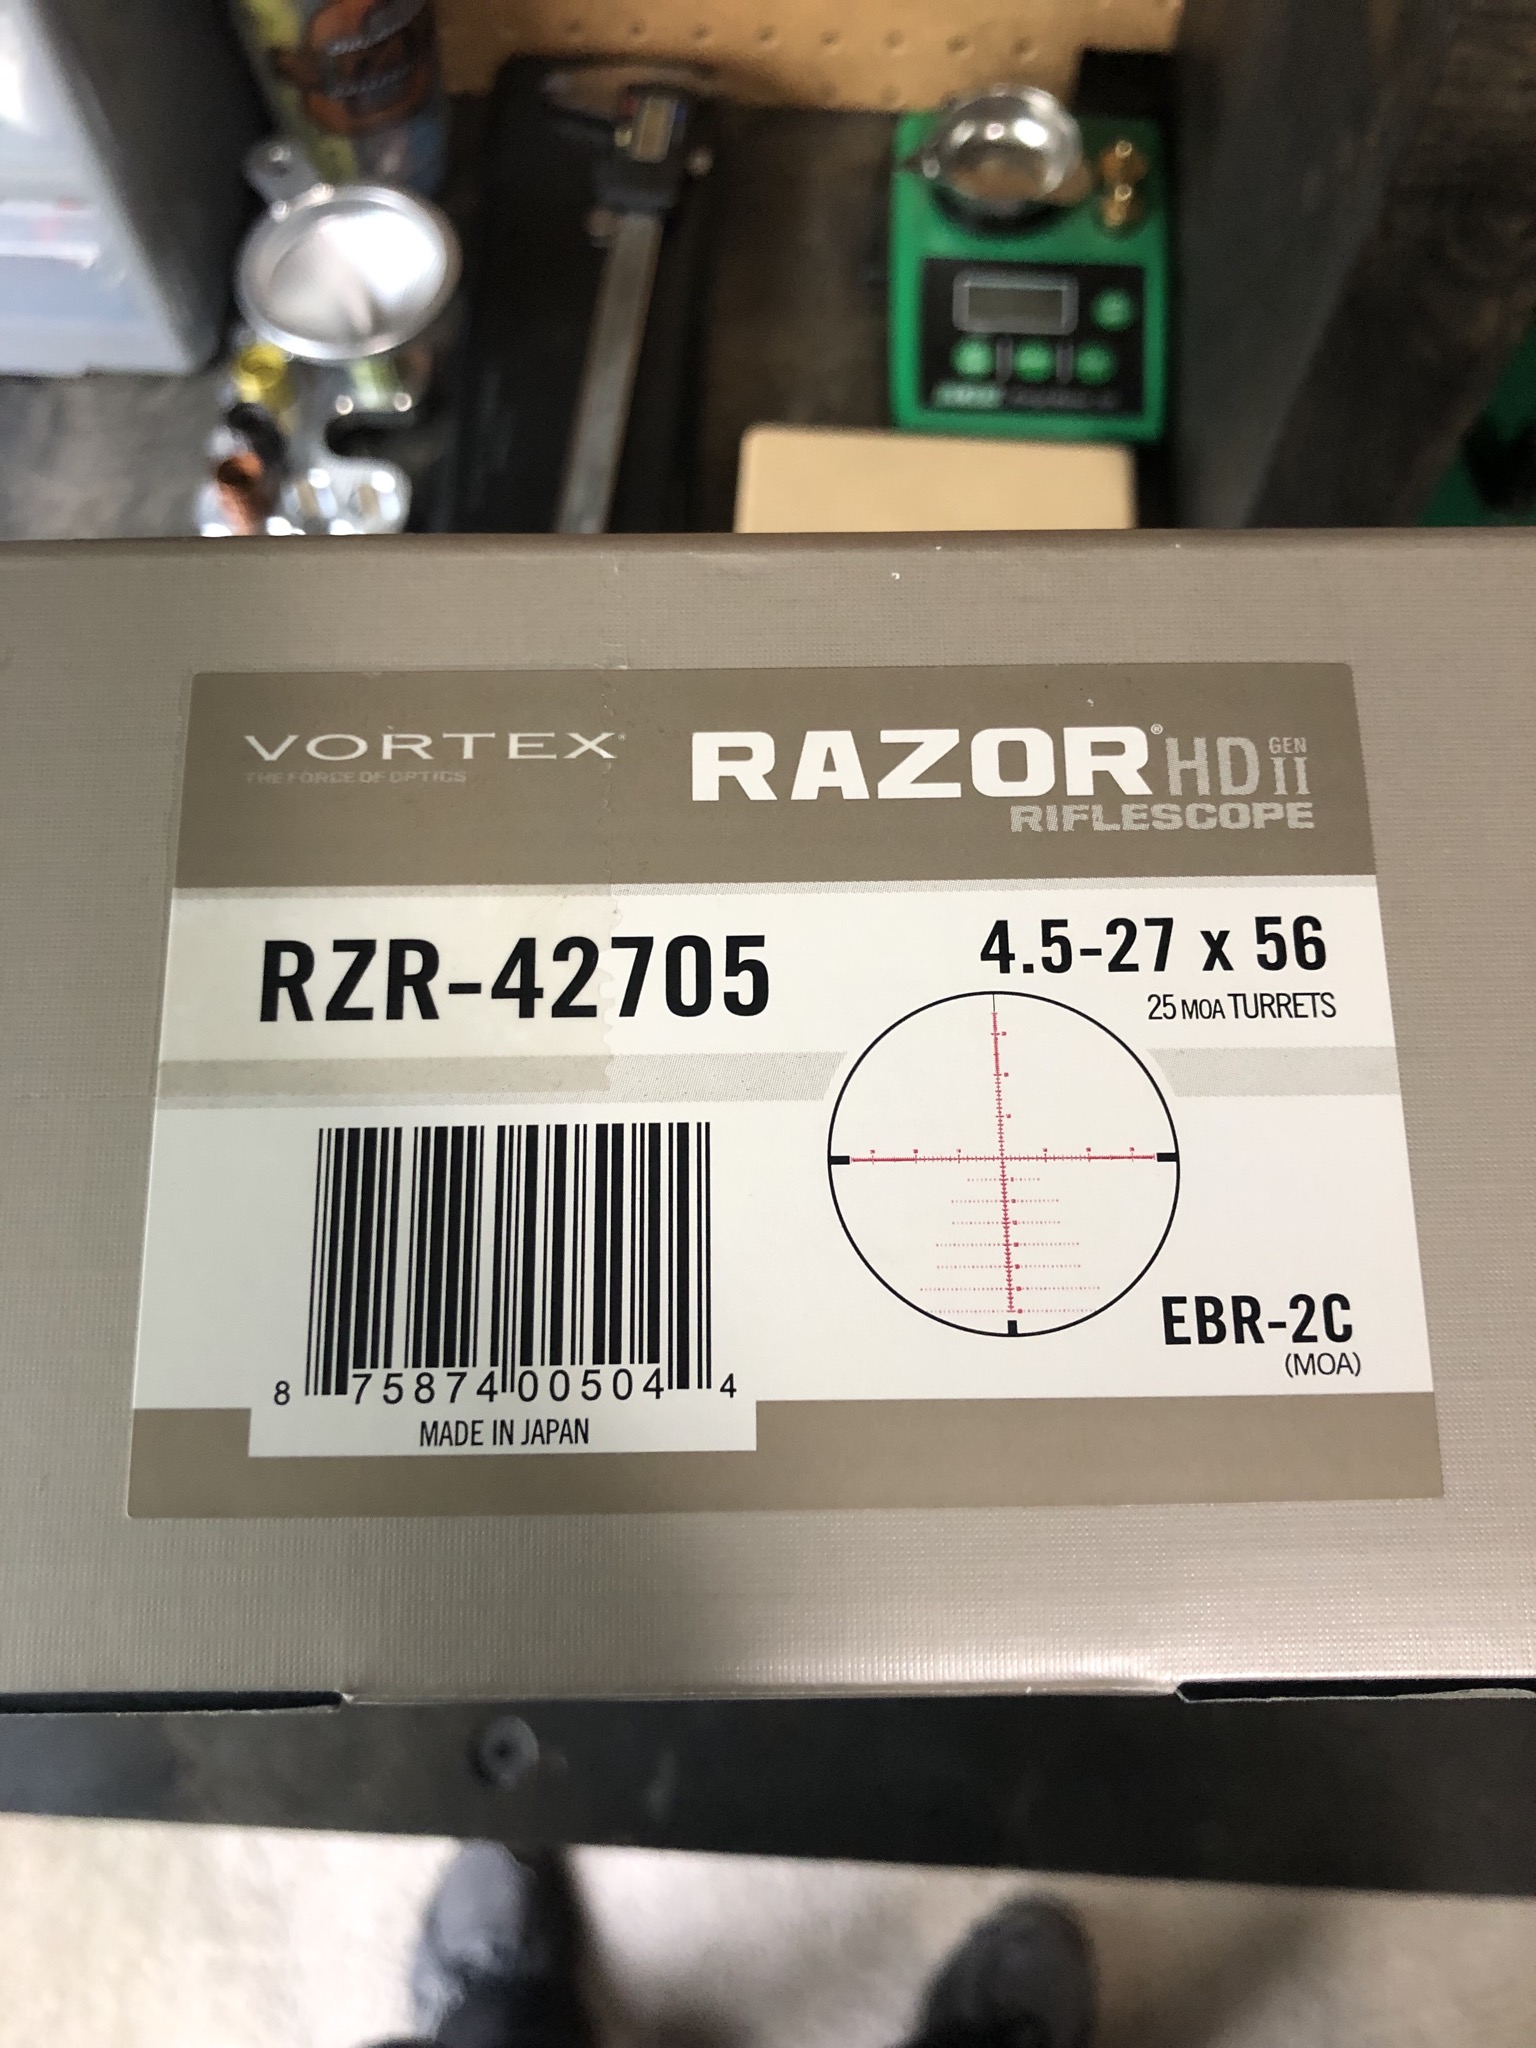 VORTEX®
THE FORCE OF OPTICS
RAZOR® HD GEN II
RIFLESCOPE
RZR-42705
4.5-27 x 56
25 MOA TURRETS
EBR-2C
(MOA)
8 75874 00504 4
MADE IN JAPAN